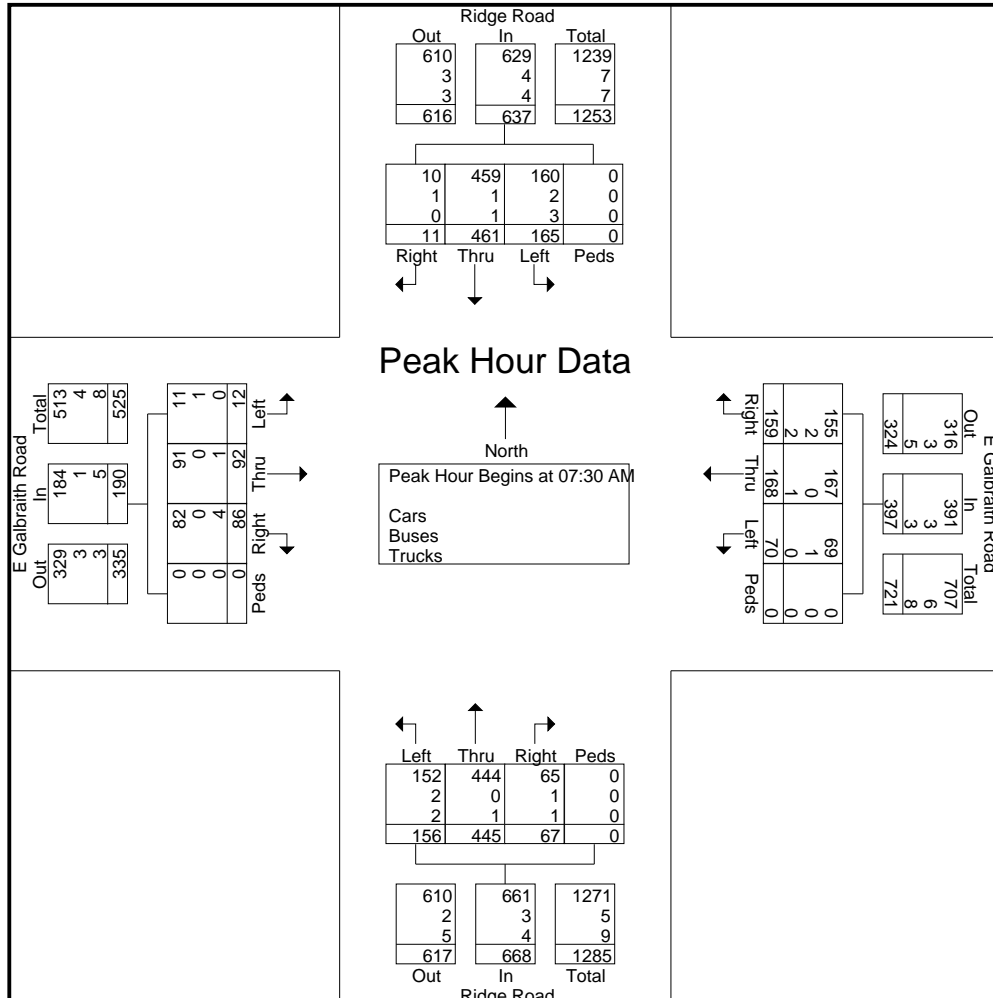 Ridge Road
Out In Total
610 629 1239
3 4 7
3 4 7
616 637 1253
10 459 160 0
1 1 2 0
0 1 3 0
11 461 165 0
Right Thru Left Peds
Peak Hour Data
North
Peak Hour Begins at 07:30 AM
Cars
Buses
Trucks
E Galbraith Road
Out In Total
329 184 513
3 1 4
3 5 8
335 190 525
11 91 82 0
1 0 0 0
0 1 4 0
12 92 86 0
Left Thru Right Peds
Right Thru Left Peds
159 168 70 0
2 1 0 0
2 0 1 0
155 167 69 0
324 397 721
5 3 8
3 3 6
316 391 707
Out In Total
E Galbraith Road
Left Thru Right Peds
152 444 65 0
2 0 1 0
2 1 1 0
156 445 67 0
610 661 1271
2 3 5
5 4 9
617 668 1285
Out In Total
Ridge Road